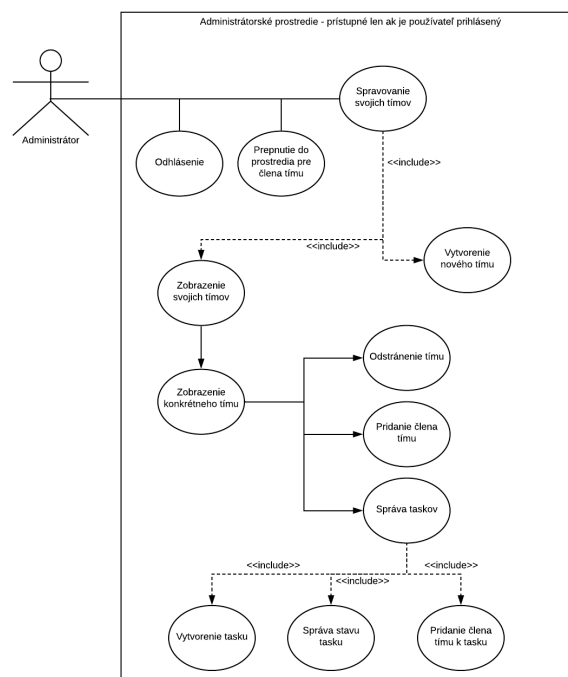 Administrátorské prostredie - prístupné len ak je používateľ prihlásený
Administrátor
Spravovanie
svojich tímov
Odhlásenie
Prepnutie do
prostredia pre
člena tímu
<<include>>
<<include>>
Vytvorenie
nového tímu
Zobrazenie
svojich tímov
Zobrazenie
konkrétneho tímu
Odstránenie tímu
Pridanie člena
tímu
Správa taskov
<<include>>
<<include>>
<<include>>
Vytvorenie tasku
Správa stavu
tasku
Pridanie člena
tímu k tasku